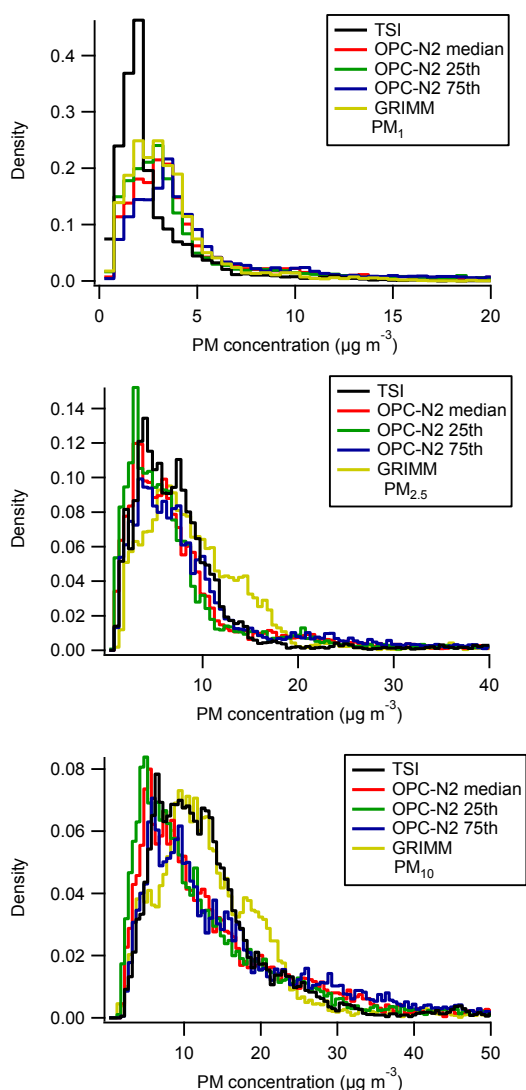 TSI
OPC-N2 median
OPC-N2 25th
OPC-N2 75th
GRIMM
PM1
0.4
0.3
0.2
0.1
0.0
Density
0
5
10
15
20
PM concentration (µg m⁻³)
TSI
OPC-N2 median
OPC-N2 25th
OPC-N2 75th
GRIMM
PM2.5
0.14
0.12
0.10
0.08
0.06
0.04
0.02
0.00
Density
10
20
30
40
PM concentration (µg m⁻³)
TSI
OPC-N2 median
OPC-N2 25th
OPC-N2 75th
GRIMM
PM10
0.08
0.06
0.04
0.02
0.00
Density
10
20
30
40
50
PM concentration (µg m⁻³)